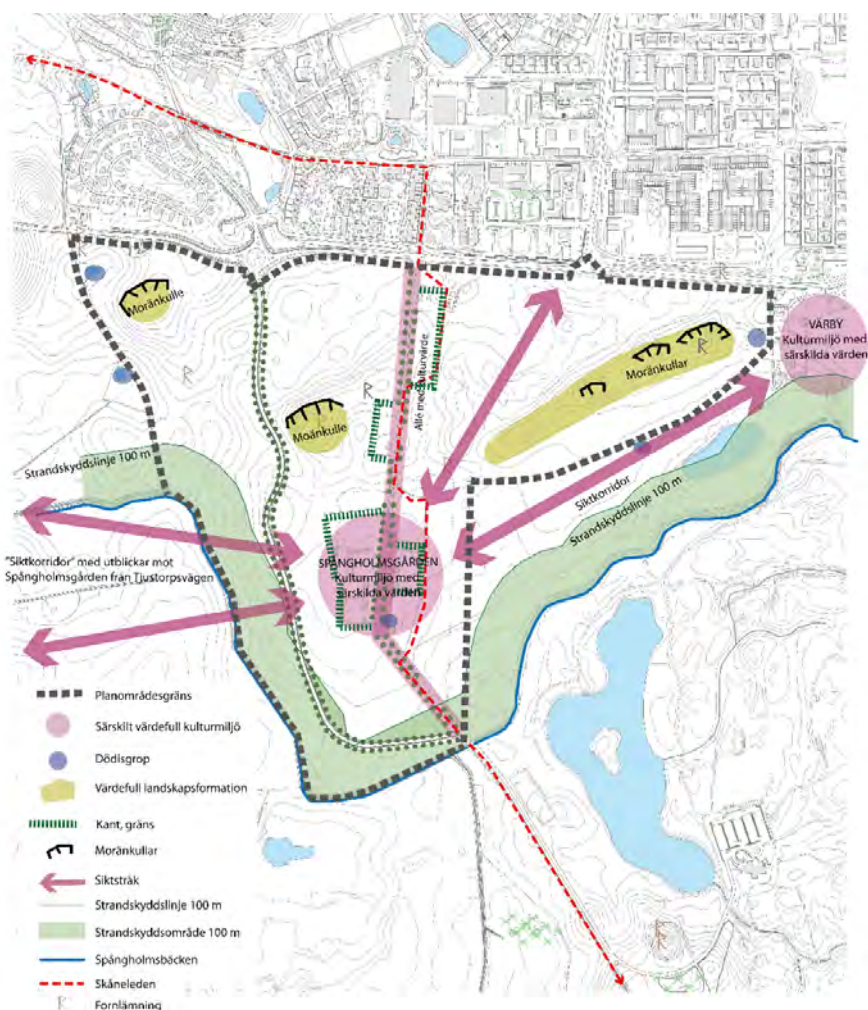 VÄRBY
Kulturmiljö med
särskilda värden
Moränkulle
Allé med kulturvärde
Moränkullar
R
R
R
Moänkulle
Strandskyddslinje 100 m
Siktkorridor
Strandskyddslinje 100 m
"Siktkorridor" med utblickar mot
Spångholmsgården från Tjustorpsvägen
SPÅNGHOLMSGÅRDEN
Kulturmiljö med
särskilda värden
Planområdesgräns
Särskilt värdefull kulturmiljö
Dödisgrop
Värdefull landskapsformation
Kant, gräns
Moränkullar
Siktstråk
Strandskyddslinje 100 m
Strandskyddsområde 100 m
Spångholmsbäcken
Skåneleden
R Fornlämning
R
R